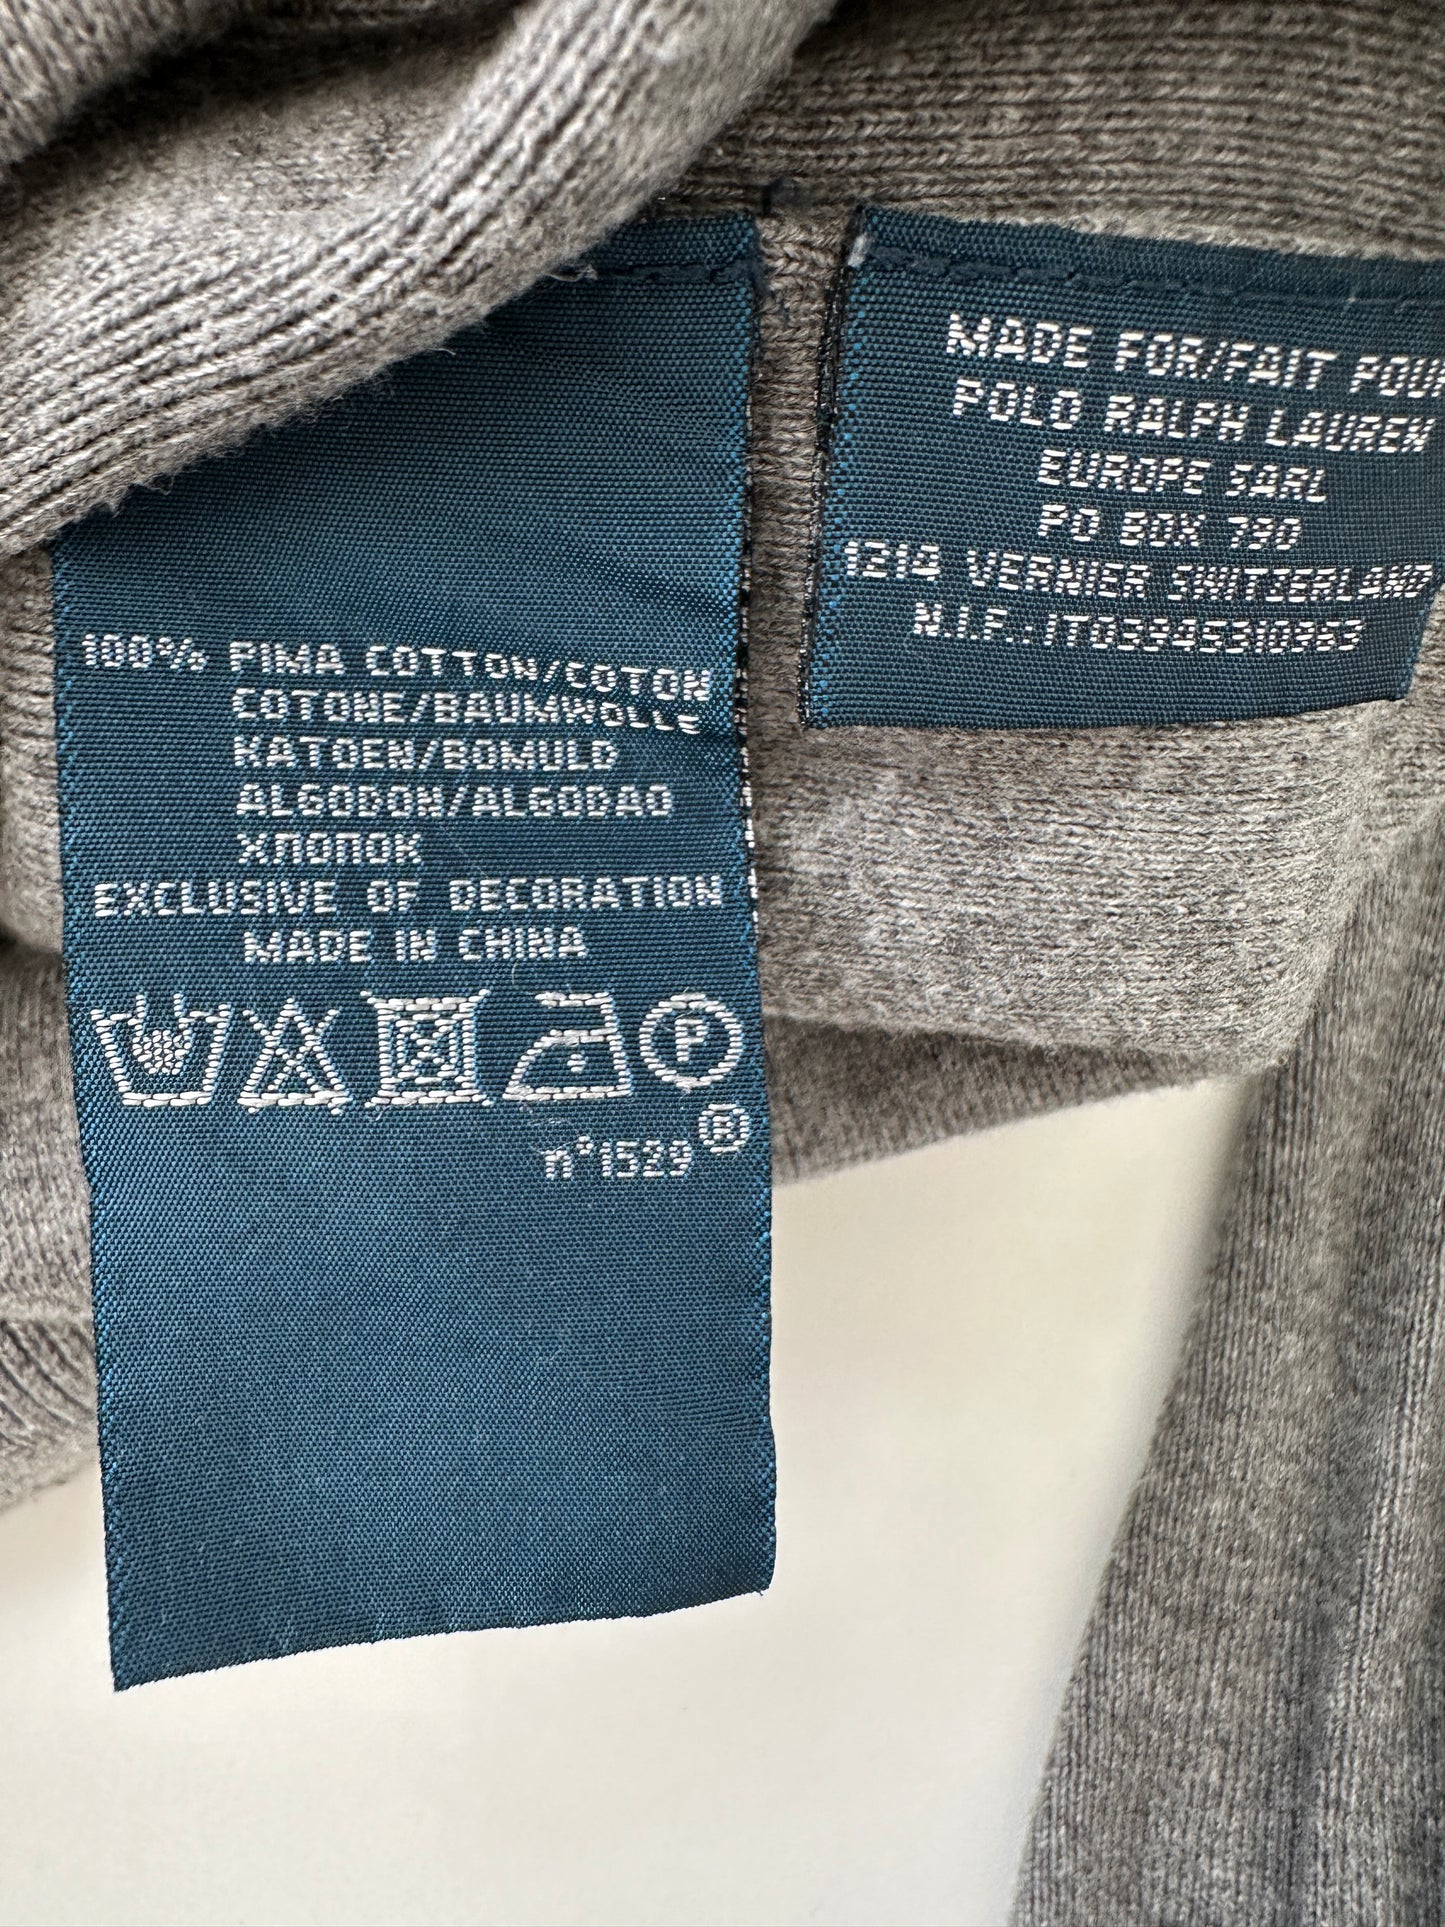 100% PIMA COTTON/COTON
COTONE/BAUMWOLLE
KATOEN/BOMULD
ALGODON/ALGODAO
ХЛОПОК
EXCLUSIVE OF DECORATION
MADE IN CHINA
P
®
n°1529
MADE FOR/FAIT POUR
POLO RALPH LAUREN
EUROPE SARL
PO BOX 790
1214 VERNIER SWITZERLAND
N.I.F.:IT03345310963